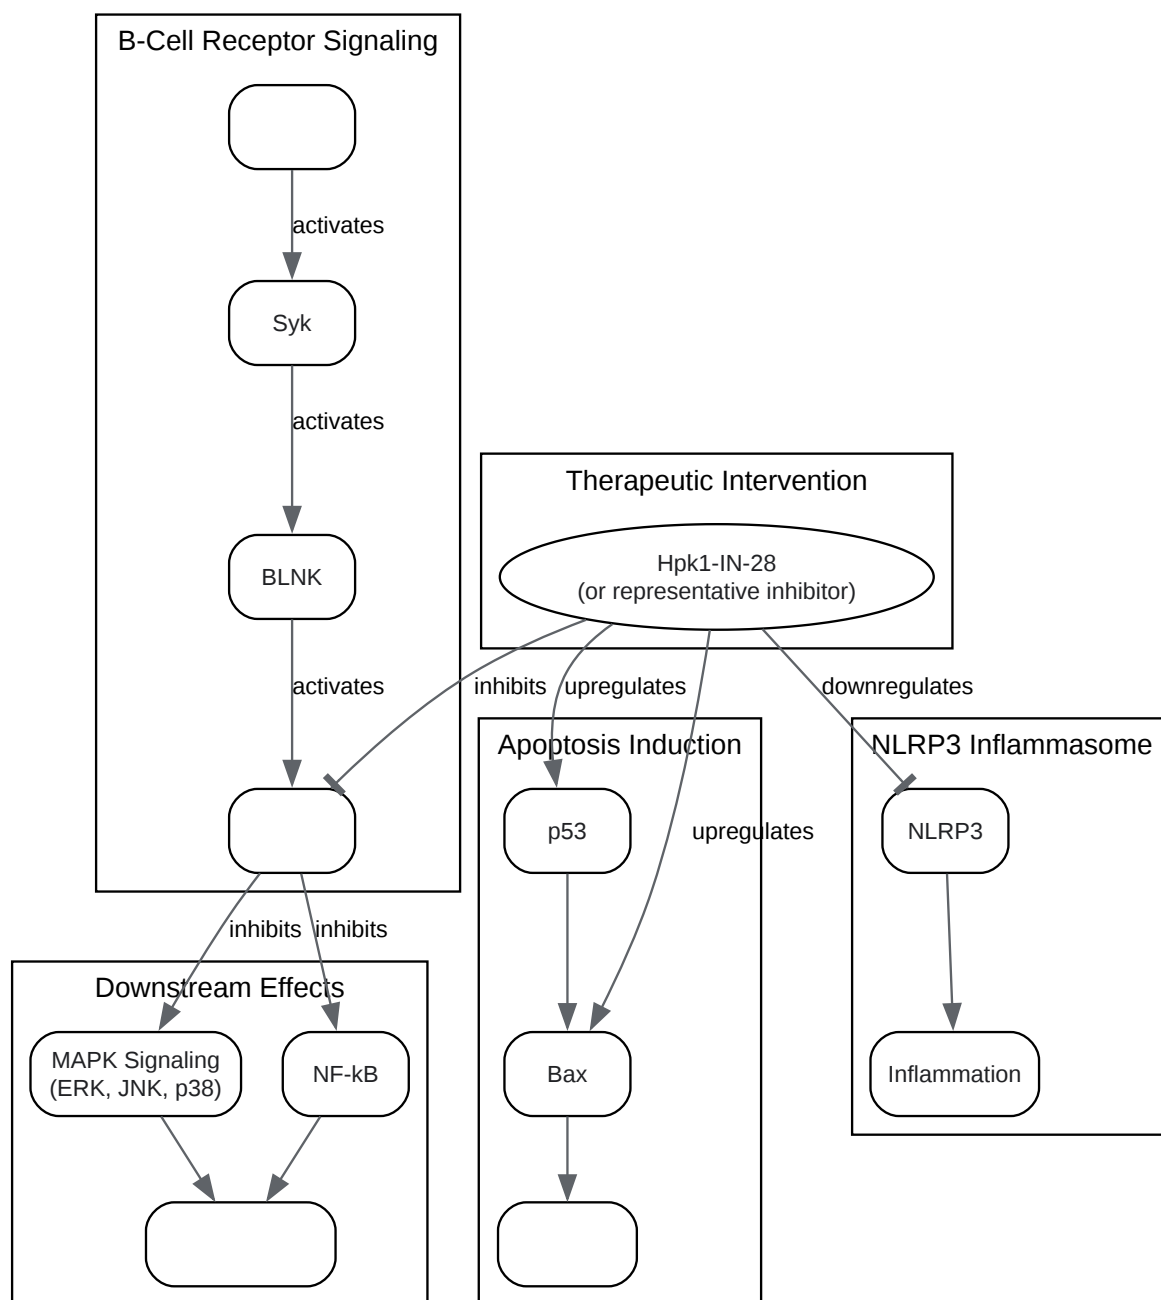 B-Cell Receptor Signaling
activates
Syk
activates
BLNK
activates
Therapeutic Intervention
Hpk1-IN-28
(or representative inhibitor)
inhibits
upregulates
downregulates
Apoptosis Induction
NLRP3 Inflammasome
p53
upregulates
NLRP3
inhibits
inhibits
Downstream Effects
MAPK Signaling
(ERK, JNK, p38)
NF-kB
Bax
Inflammation